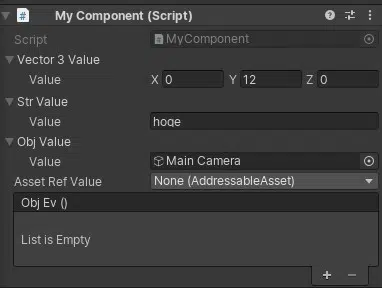 My Component (Script)
Script MyComponent
Vector 3 Value
Value X 0 Y 12 Z 0
Str Value
Value hoge
Obj Value
Value Main Camera
Asset Ref Value None (AddressableAsset)
Obj Ev ()
List is Empty
+ −